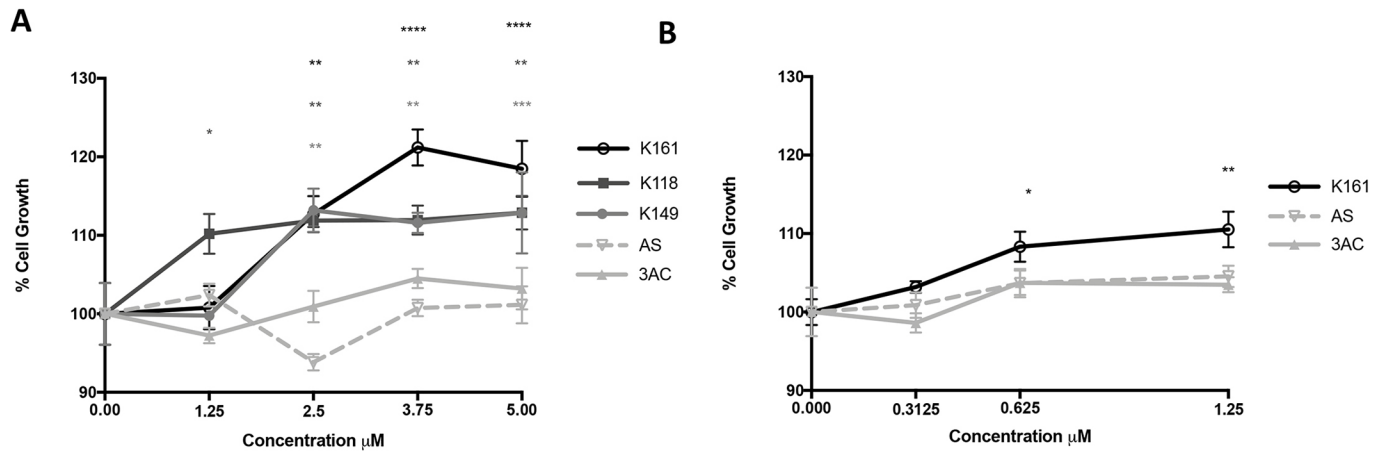 A
**** ****
** ** **
** ** ***
* **
130
120
110
100
90
0.00 1.25 2.5 3.75 5.00
% Cell Growth
Concentration μM
K161
K118
K149
AS
3AC
B
* **
130
120
110
100
90
0.000 0.3125 0.625 1.25
% Cell Growth
Concentration μM
K161
AS
3AC